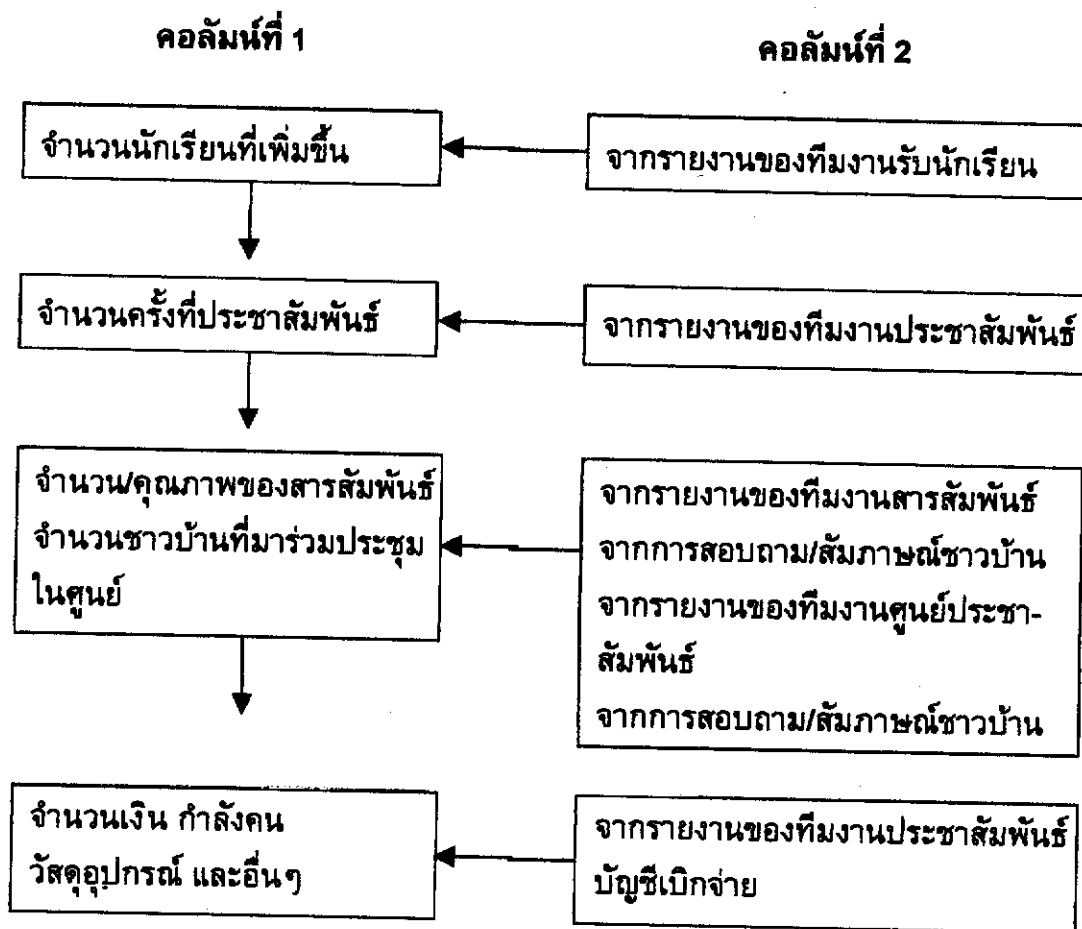 คอลัมน์ที่ 1
คอลัมน์ที่ 2
จำนวนนักเรียนที่เพิ่มขึ้น
จากรายงานของทีมงานรับนักเรียน
จำนวนครั้งที่ประชาสัมพันธ์
จากรายงานของทีมงานประชาสัมพันธ์
จำนวน/คุณภาพของสารสัมพันธ์
จำนวนชาวบ้านที่มาร่วมประชุม
ในศูนย์
จากรายงานของทีมงานสารสัมพันธ์
จากการสอบถาม/สัมภาษณ์ชาวบ้าน
จากรายงานของทีมงานศูนย์ประชา-
สัมพันธ์
จากการสอบถาม/สัมภาษณ์ชาวบ้าน
จำนวนเงิน กำลังคน
วัสดุอุปกรณ์ และอื่นๆ
จากรายงานของทีมงานประชาสัมพันธ์
บัญชีเบิกจ่าย